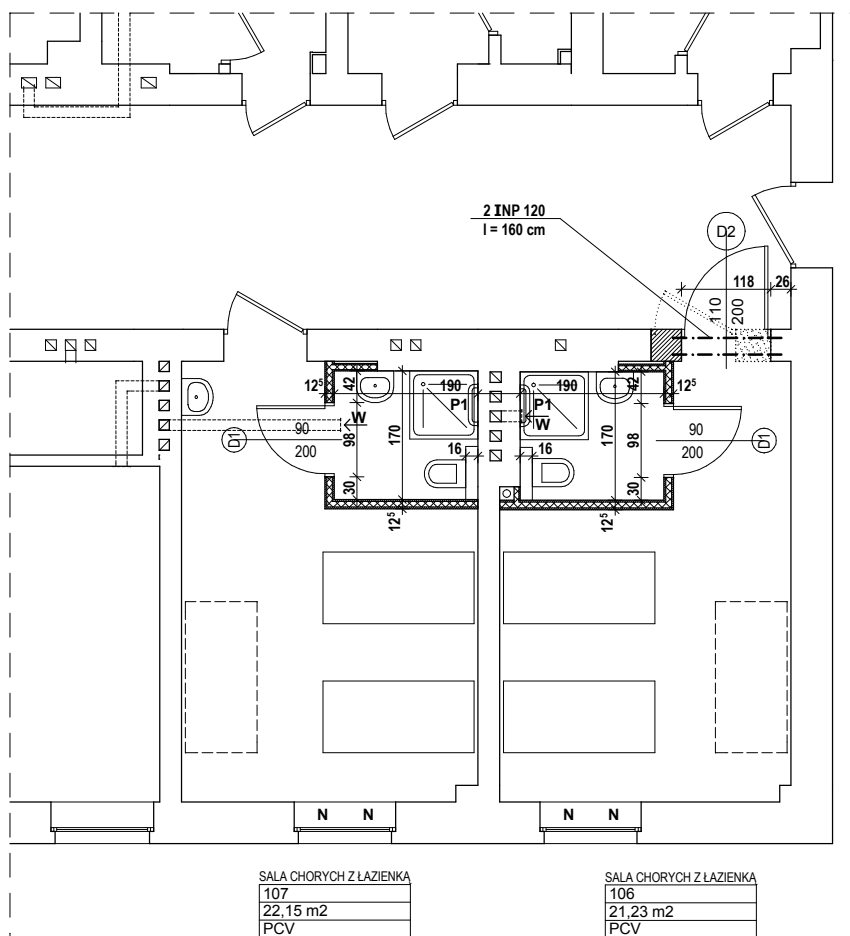 2 INP 120
l = 160 cm
D2
118
26
110
200
12⁵
42
190
190
42
12⁵
P1
P1
W
W
D1
90
200
98
170
16
16
170
98
90
200
D1
30
30
12⁵
12⁵
N N
N N
SALA CHORYCH Z ŁAZIENKĄ
107
22,15 m2
PCV
SALA CHORYCH Z ŁAZIENKĄ
106
21,23 m2
PCV